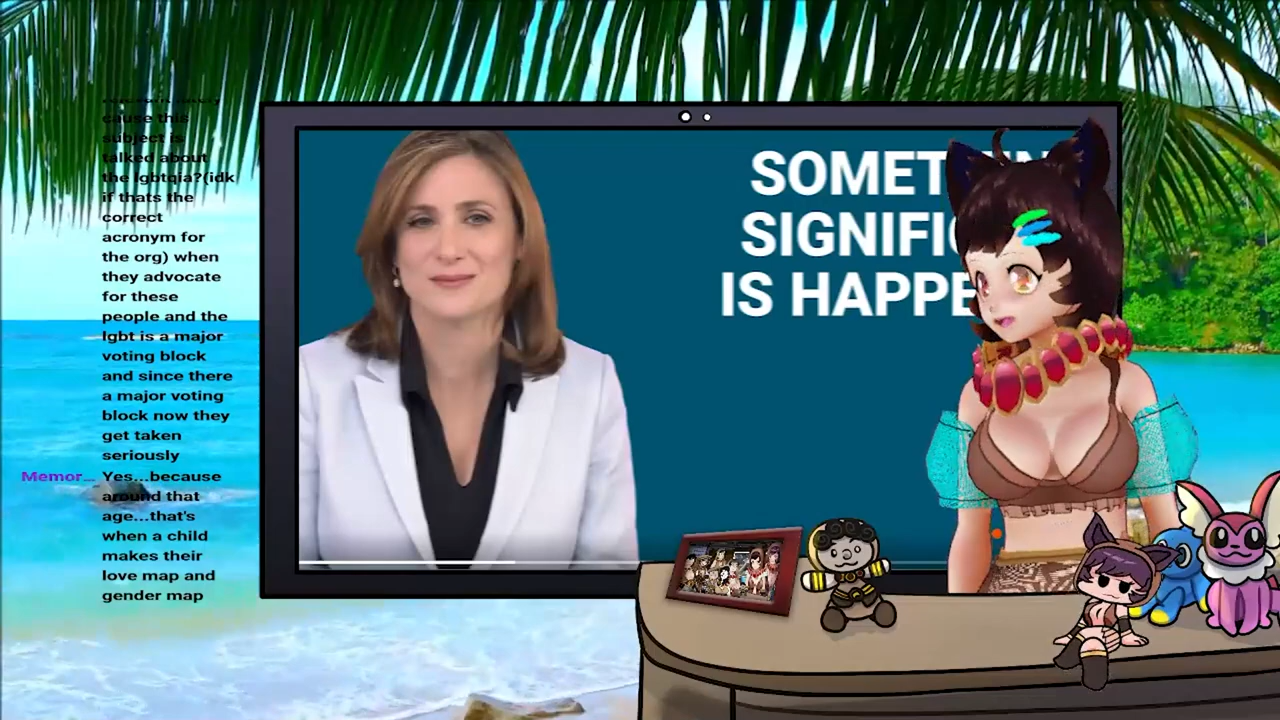 cause this
subject is
talked about
the lgbtqia?(idk
if thats the
correct
acronym for
the org) when
they advocate
for these
people and the
lgbt is a major
voting block
and since there
a major voting
block now they
get taken
seriously
Memor... Yes...because
around that
age...that's
when a child
makes their
love map and
gender map
SOMET
SIGNIFIC
IS HAPPE